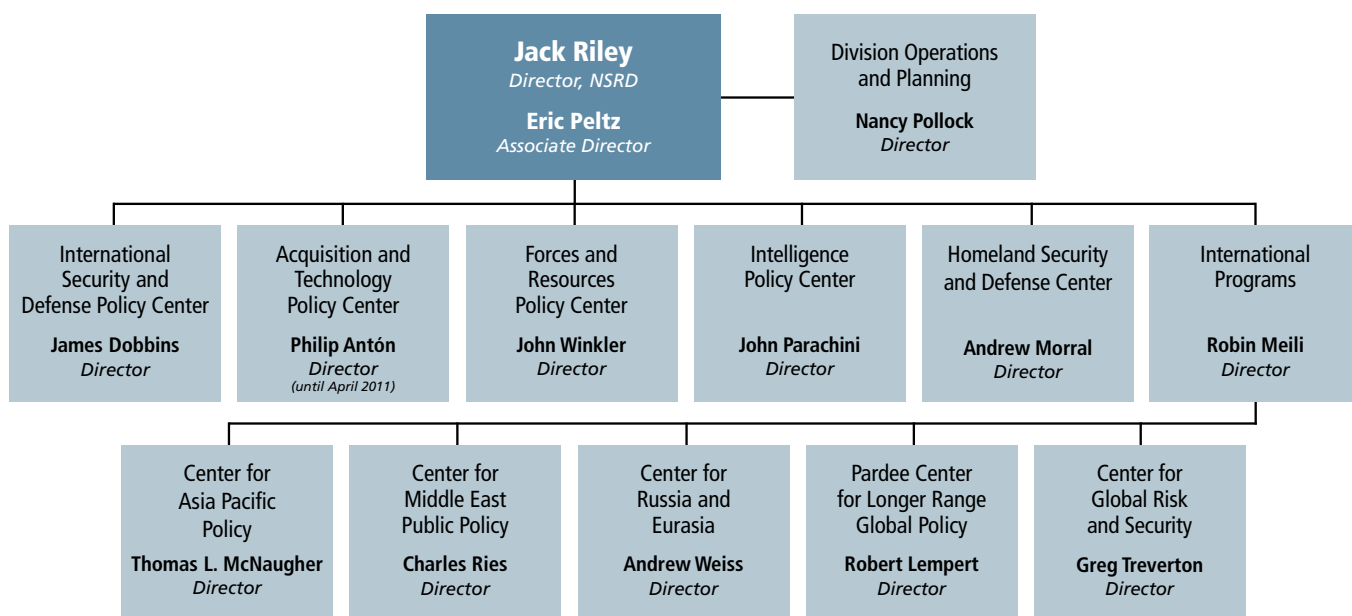 Jack Riley
Director, NSRD
Eric Peltz
Associate Director
Division Operations
and Planning
Nancy Pollock
Director
International
Security and
Defense Policy Center
James Dobbins
Director
Acquisition and
Technology
Policy Center
Philip Antón
Director
(until April 2011)
Forces and
Resources
Policy Center
John Winkler
Director
Intelligence
Policy Center
John Parachini
Director
Homeland Security
and Defense Center
Andrew Morral
Director
International
Programs
Robin Meili
Director
Center for
Asia Pacific
Policy
Thomas L. McNaugher
Director
Center for
Middle East
Public Policy
Charles Ries
Director
Center for
Russia and
Eurasia
Andrew Weiss
Director
Pardee Center
for Longer Range
Global Policy
Robert Lempert
Director
Center for
Global Risk
and Security
Greg Treverton
Director